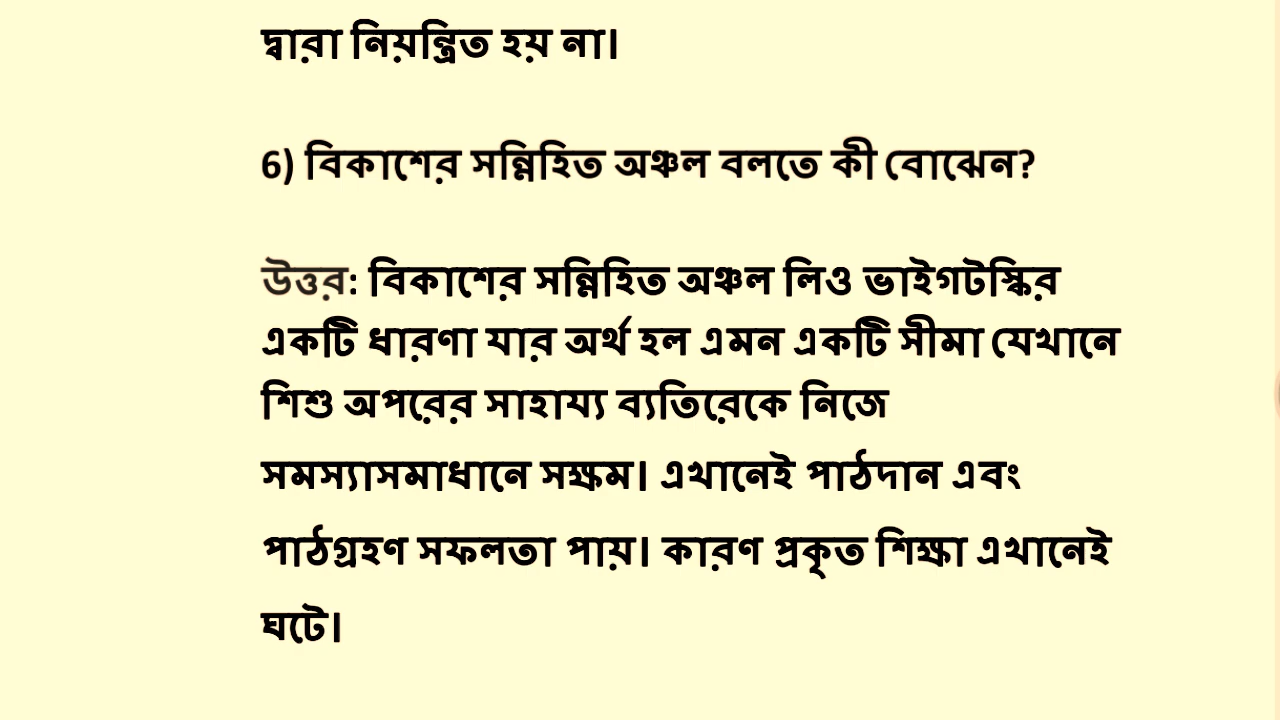 দ্বারা নিয়ন্ত্রিত হয় না।
6) বিকাশের সন্নিহিত অঞ্চল বলতে কী বোঝেন?
উত্তর: বিকাশের সন্নিহিত অঞ্চল লিও ভাইগটস্কির
একটি ধারণা যার অর্থ হল এমন একটি সীমা যেখানে
শিশু অপরের সাহায্য ব্যতিরেকে নিজে
সমস্যাসমাধানে সক্ষম। এখানেই পাঠদান এবং
পাঠগ্রহণ সফলতা পায়। কারণ প্রকৃত শিক্ষা এখানেই
ঘটে।